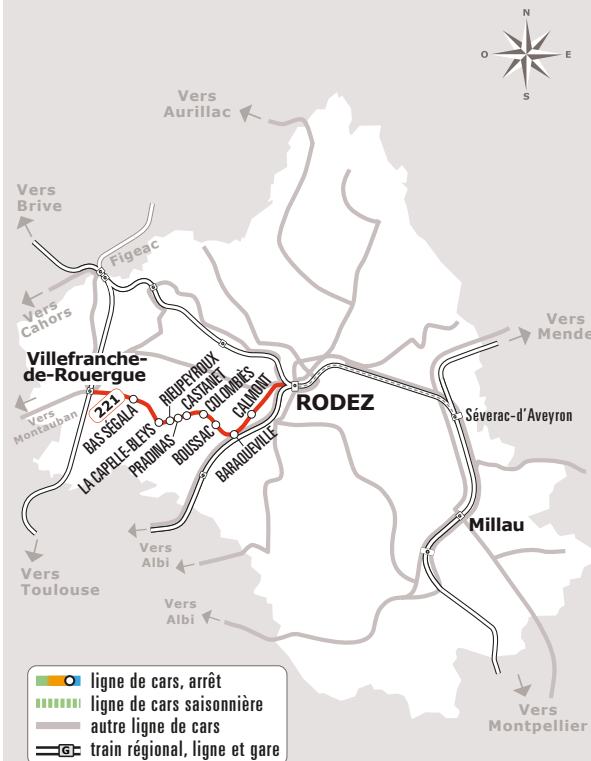 N
O
E
S
Vers
Aurillac
Vers
Brive
Figeac
Vers
Cahors
Vers
Mende
Villefranche-
de-Rouergue
221
Vers
Montauban
BAS SÉGALA
LA CAPELLE-BLEYS
PRADINAS
RIEUPEYROUX
CASTANET
BOUSSAC
COLOMBIÈS
CALMONT
BARAQUEVILLE
RODEZ
Séverac-d'Aveyron
Millau
Vers
Albi
Vers
Toulouse
Vers
Albi
Vers
Montpellier
ligne de cars, arrêt
ligne de cars saisonnière
autre ligne de cars
G train régional, ligne et gare